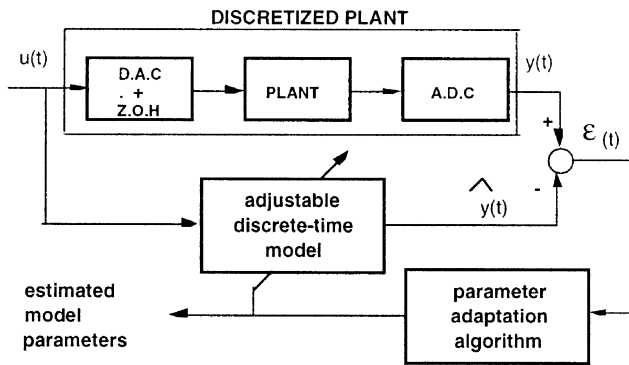 DISCRETIZED PLANT
u(t)
D.A.C
. +
Z.O.H
PLANT
A.D.C
y(t)
+
ε(t)
-
ŷ(t)
adjustable
discrete-time
model
estimated
model
parameters
parameter
adaptation
algorithm